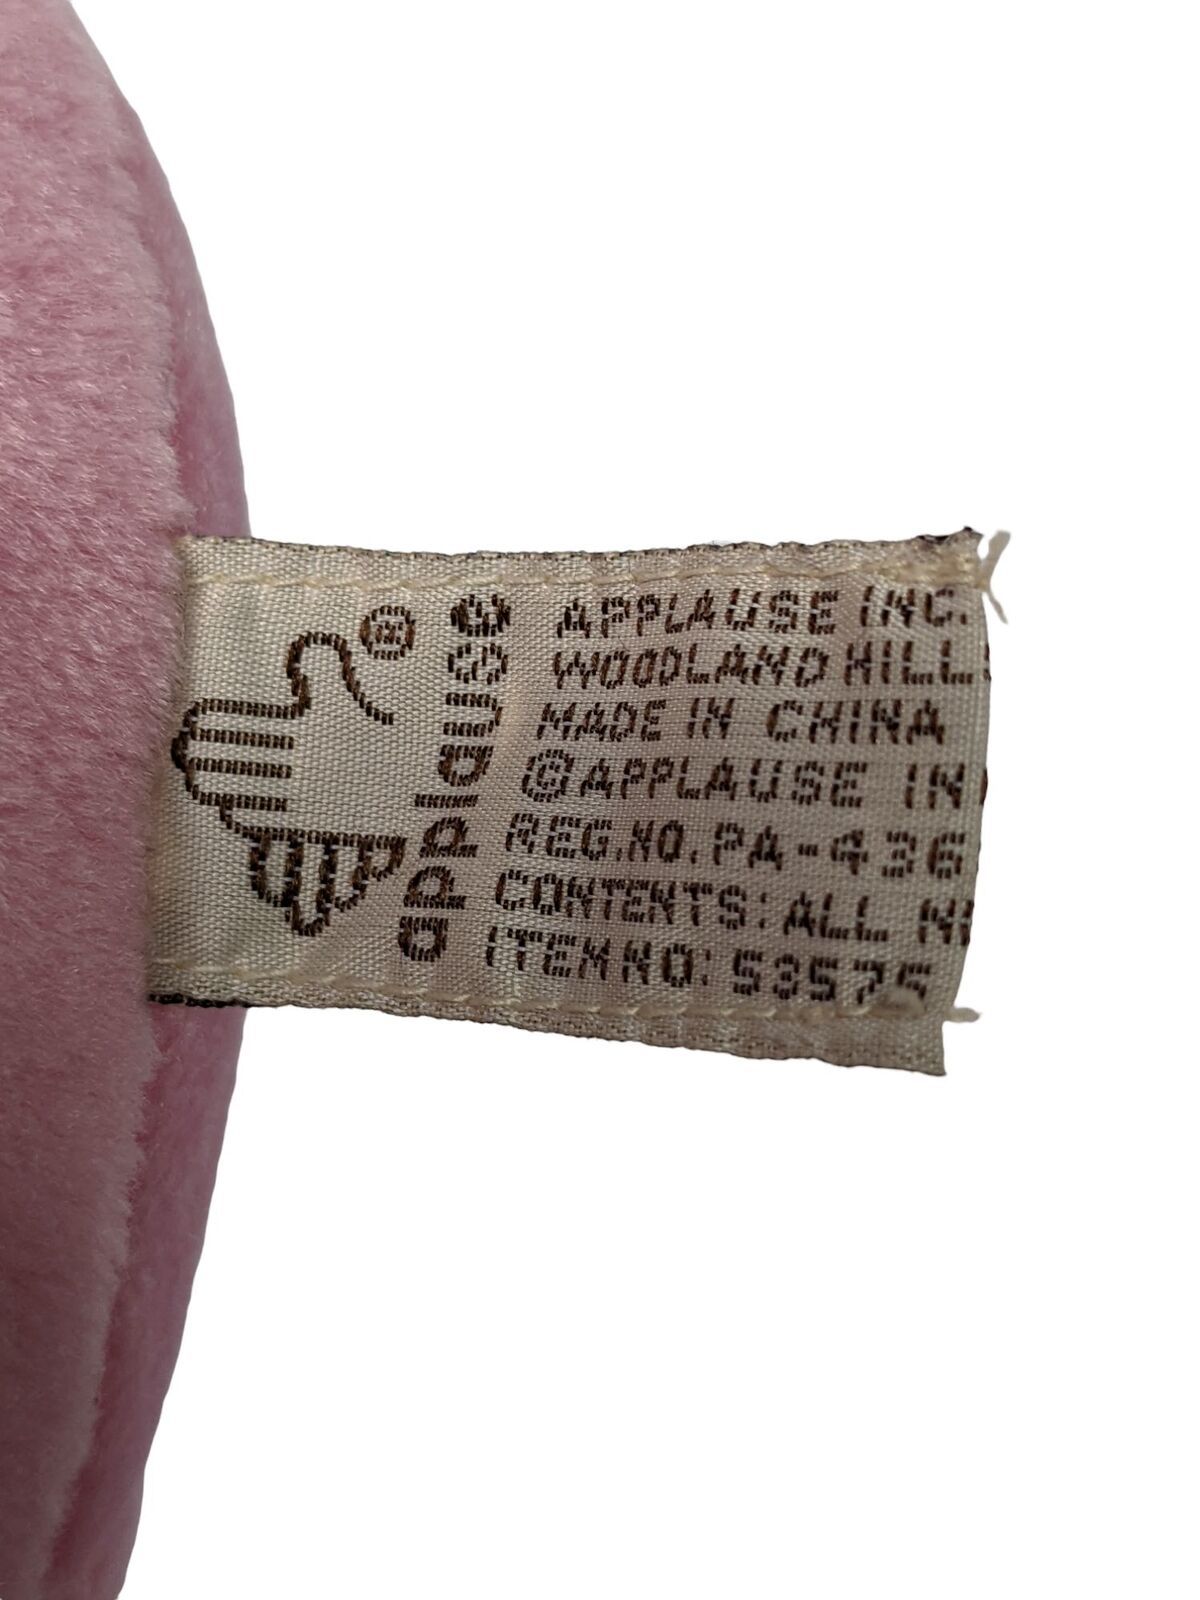 applause®
APPLAUSE INC.
WOODLAND HILLS
MADE IN CHINA
©APPLAUSE IN
REG.NO. PA-436
CONTENTS: ALL N
ITEM NO: 53575